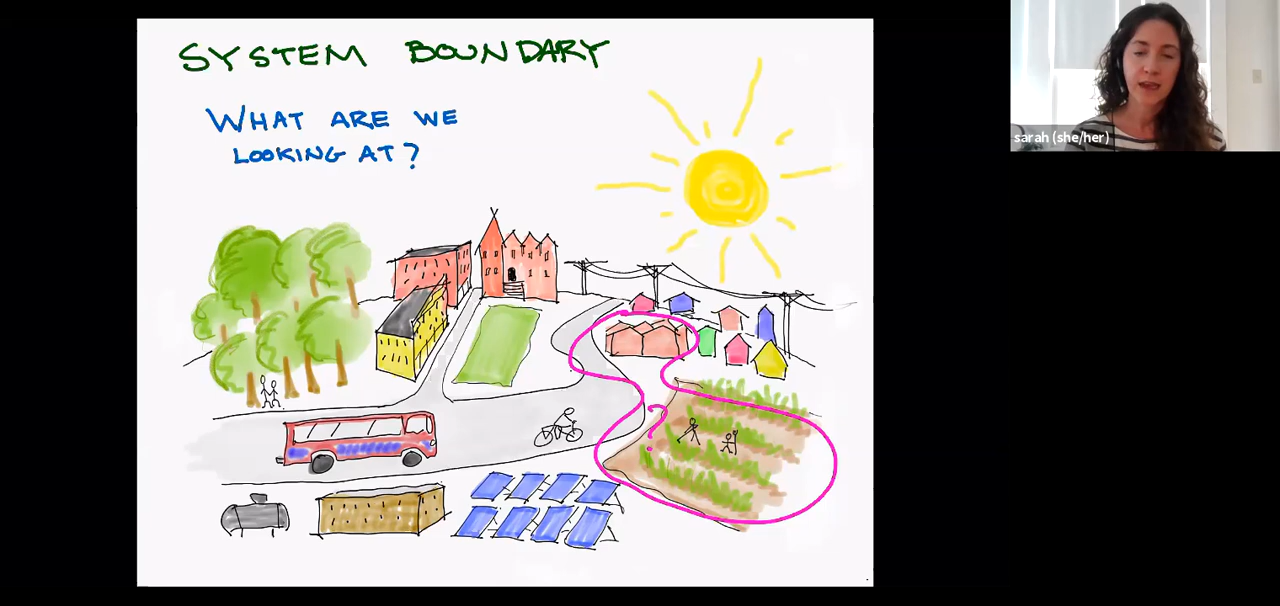 SYSTEM BOUNDARY
WHAT ARE WE
LOOKING AT?
?
sarah (she/her)